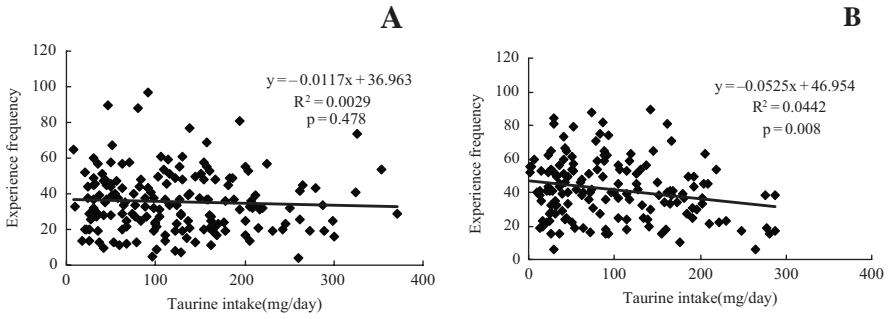 A
120
100
80
60
40
20
0
Experience frequency
y=−0.0117x+36.963
R² =0.0029
p=0.478
0 100 200 300 400
Taurine intake(mg/day)
B
120
100
80
60
40
20
0
Experience frequency
y=−0.0525x+46.954
R² =0.0442
p=0.008
0 100 200 300 400
Taurine intake(mg/day)